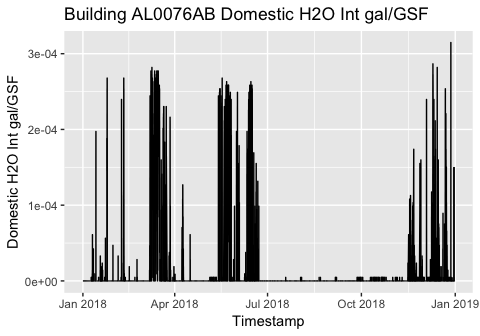 Building AL0076AB Domestic H2O Int gal/GSF
Domestic H2O Int gal/GSF
3e-04
2e-04
1e-04
0e+00
Jan 2018 Apr 2018 Jul 2018 Oct 2018 Jan 2019
Timestamp